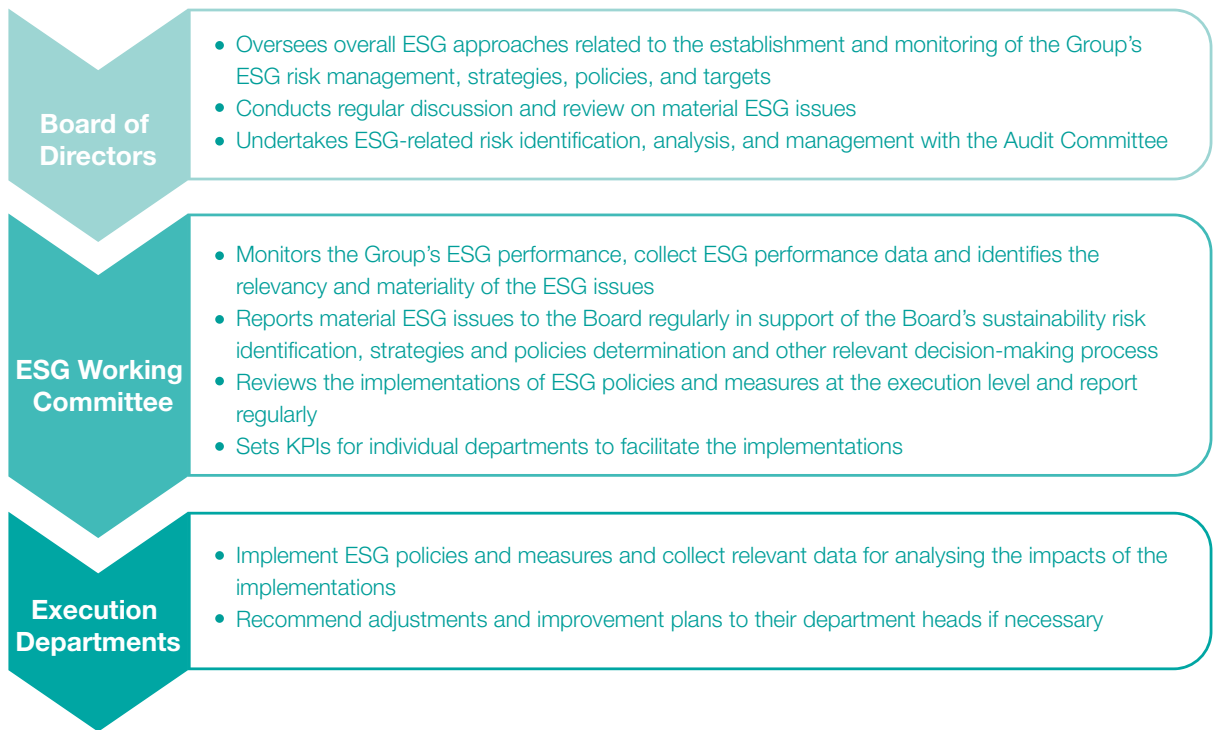 Board of
Directors
• Oversees overall ESG approaches related to the establishment and monitoring of the Group's
ESG risk management, strategies, policies, and targets
• Conducts regular discussion and review on material ESG issues
• Undertakes ESG-related risk identification, analysis, and management with the Audit Committee
ESG Working
Committee
• Monitors the Group's ESG performance, collect ESG performance data and identifies the
relevancy and materiality of the ESG issues
• Reports material ESG issues to the Board regularly in support of the Board's sustainability risk
identification, strategies and policies determination and other relevant decision-making process
• Reviews the implementations of ESG policies and measures at the execution level and report
regularly
• Sets KPIs for individual departments to facilitate the implementations
Execution
Departments
• Implement ESG policies and measures and collect relevant data for analysing the impacts of the
implementations
• Recommend adjustments and improvement plans to their department heads if necessary